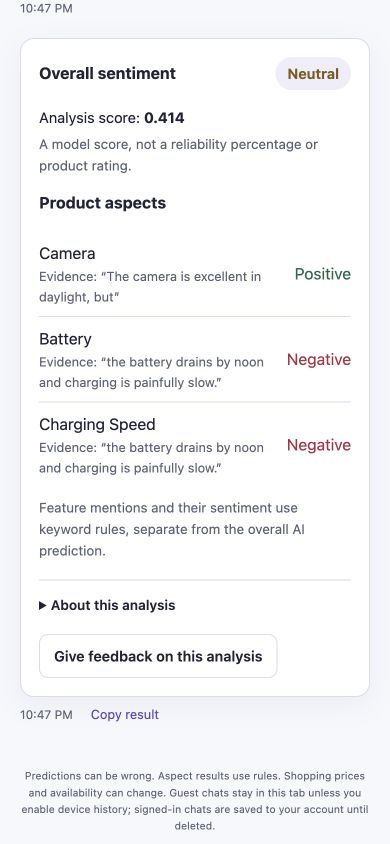 10:47 PM
Overall sentiment
Neutral
Analysis score: 0.414
A model score, not a reliability percentage or
product rating.
Product aspects
Camera
Evidence: “The camera is excellent in
daylight, but”
Positive
Battery
Evidence: “the battery drains by noon
and charging is painfully slow.”
Negative
Charging Speed
Evidence: “the battery drains by noon
and charging is painfully slow.”
Negative
Feature mentions and their sentiment use
keyword rules, separate from the overall AI
prediction.
About this analysis
Give feedback on this analysis
10:47 PM
Copy result
Predictions can be wrong. Aspect results use rules. Shopping prices
and availability can change. Guest chats stay in this tab unless you
enable device history; signed-in chats are saved to your account until
deleted.